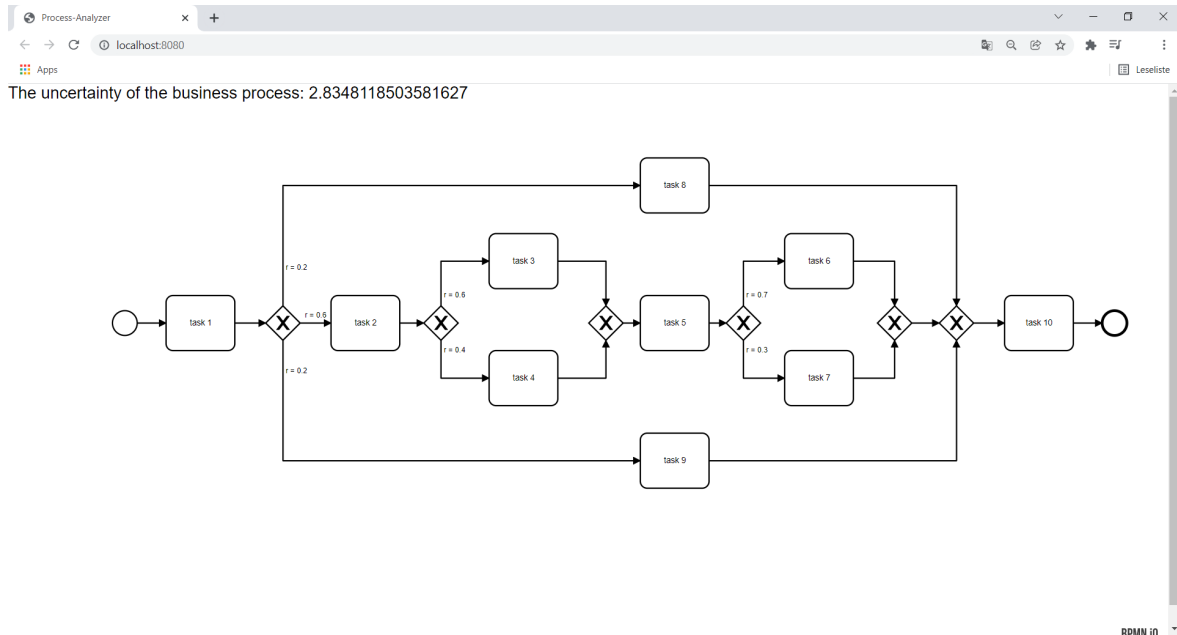 Process-Analyzer
localhost:8080
Apps
Leseliste
The uncertainty of the business process: 2.8348118503581627
task 8
task 3
task 6
r = 0.2
r = 0.6
r = 0.7
r = 0.6
task 1
task 2
task 5
task 10
r = 0.4
r = 0.3
r = 0.2
task 4
task 7
task 9
BPMN.iO